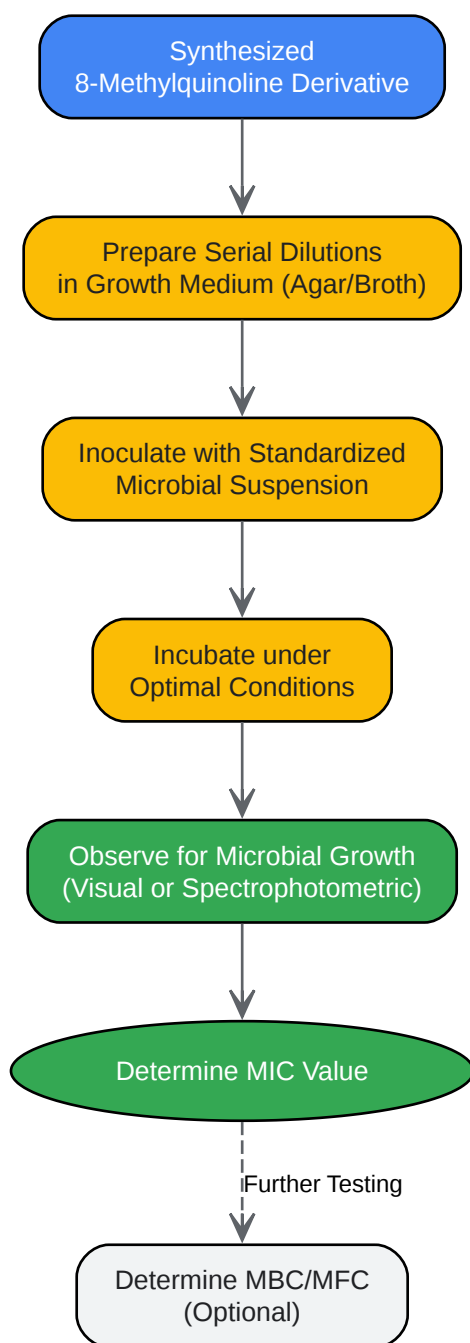 Synthesized
8-Methylquinoline Derivative
Prepare Serial Dilutions
in Growth Medium (Agar/Broth)
Inoculate with Standardized
Microbial Suspension
Incubate under
Optimal Conditions
Observe for Microbial Growth
(Visual or Spectrophotometric)
Determine MIC Value
Further Testing
Determine MBC/MFC
(Optional)